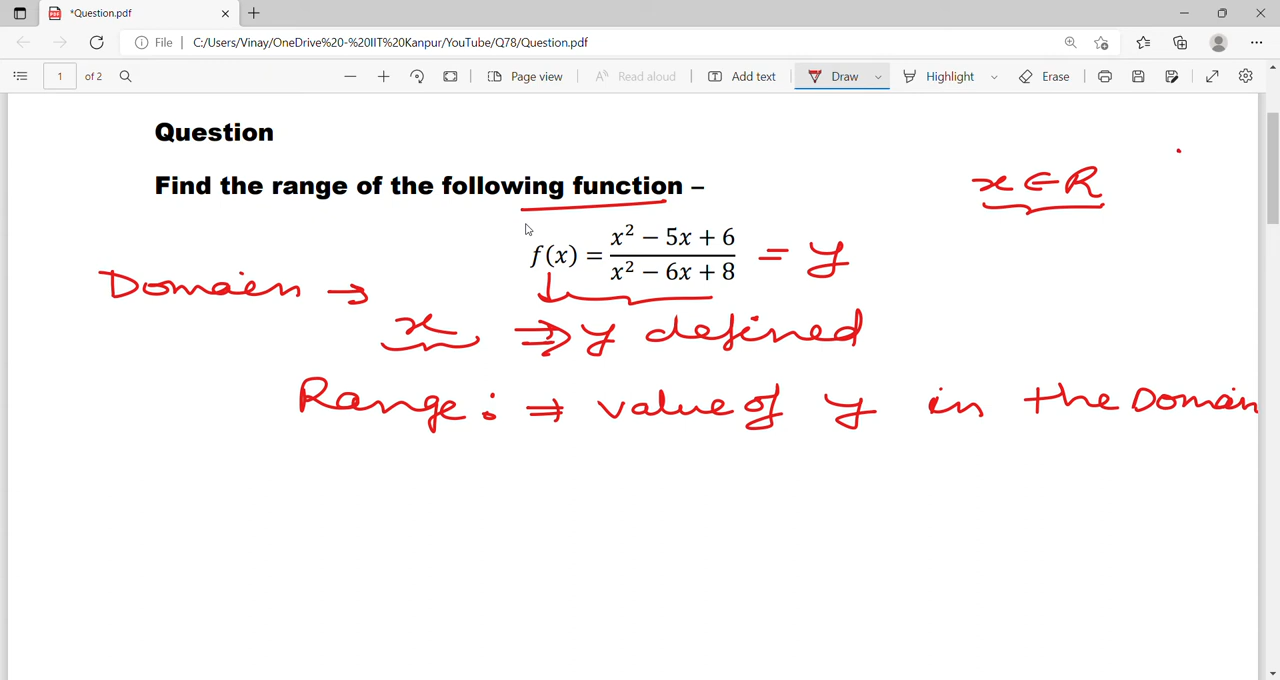 *Question.pdf
File | C:/Users/Vinay/OneDrive%20-%20IIT%20Kanpur/YouTube/Q78/Question.pdf
1 of 2 Page view Read aloud Add text Draw Highlight Erase
Question
Find the range of the following function –
x ∈ R
f(x) = (x² − 5x + 6)/(x² − 6x + 8) = y
Domain →
x ⇒ y defined
Range : ⇒ value of y in the Domain